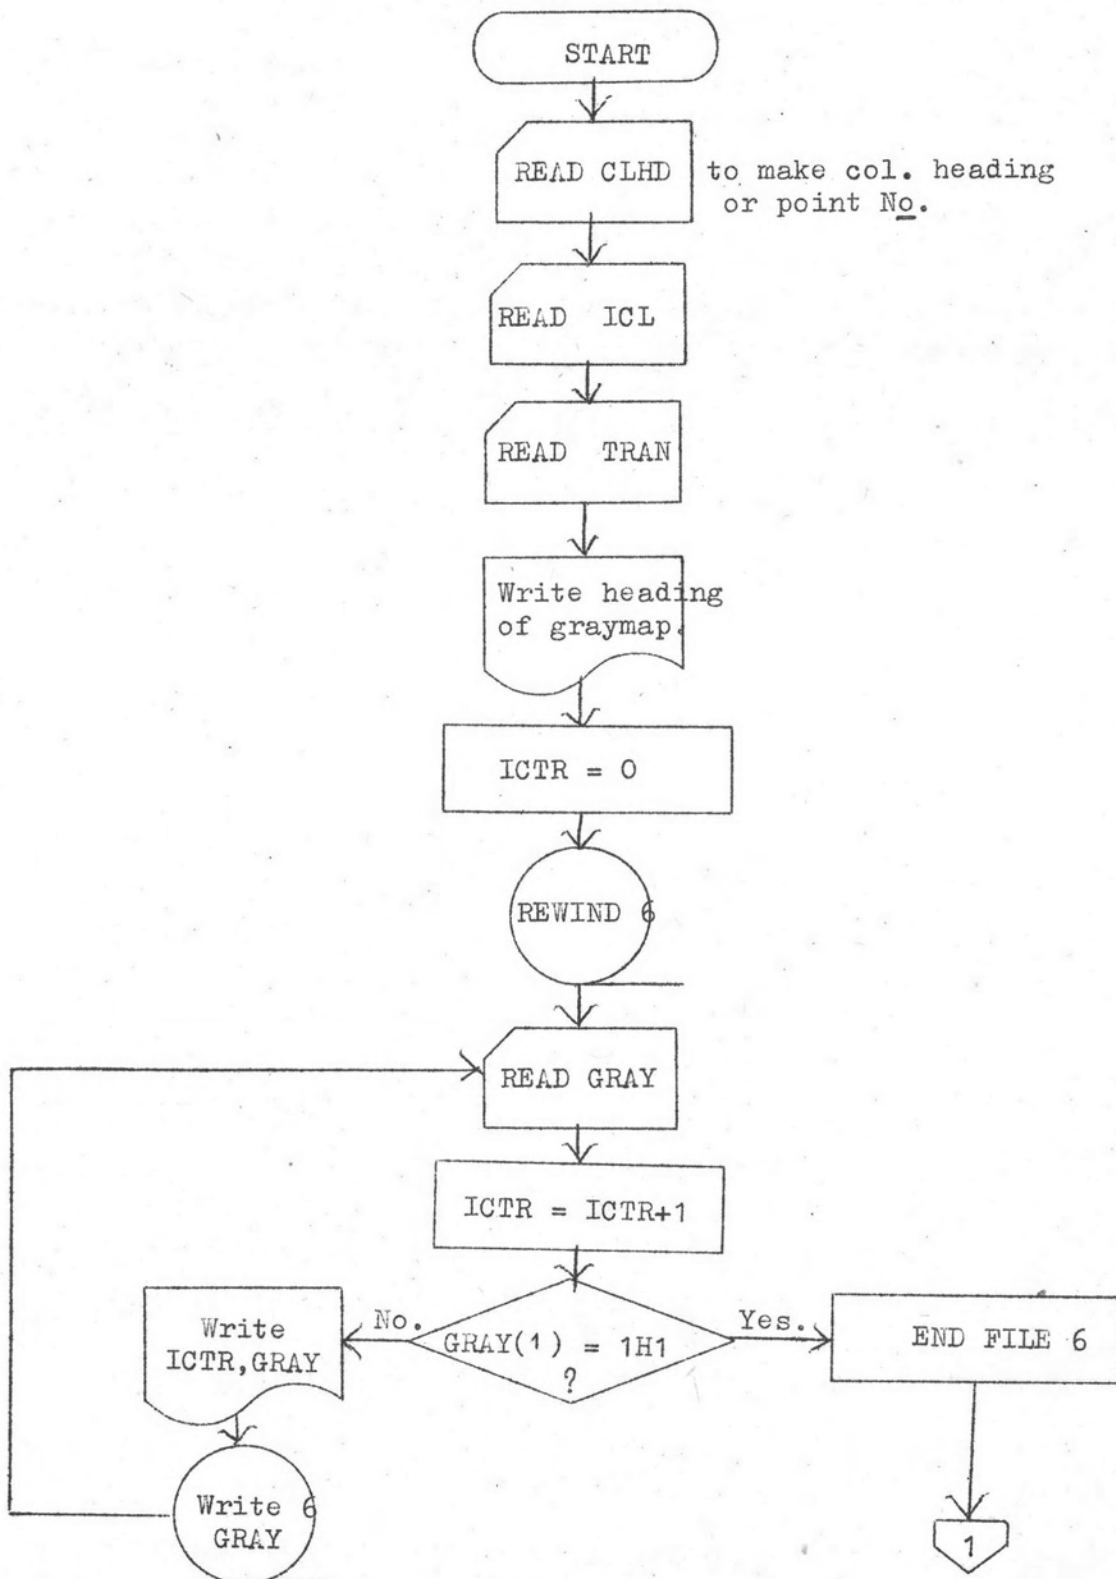 START
READ CLHD
to make col. heading
or point No.
READ ICL
READ TRAN
Write heading
of graymap.
ICTR = 0
REWIND 6
READ GRAY
ICTR = ICTR+1
No.
GRAY(1) = 1H1
?
Yes.
END FILE 6
Write
ICTR,GRAY
Write 6
GRAY
1